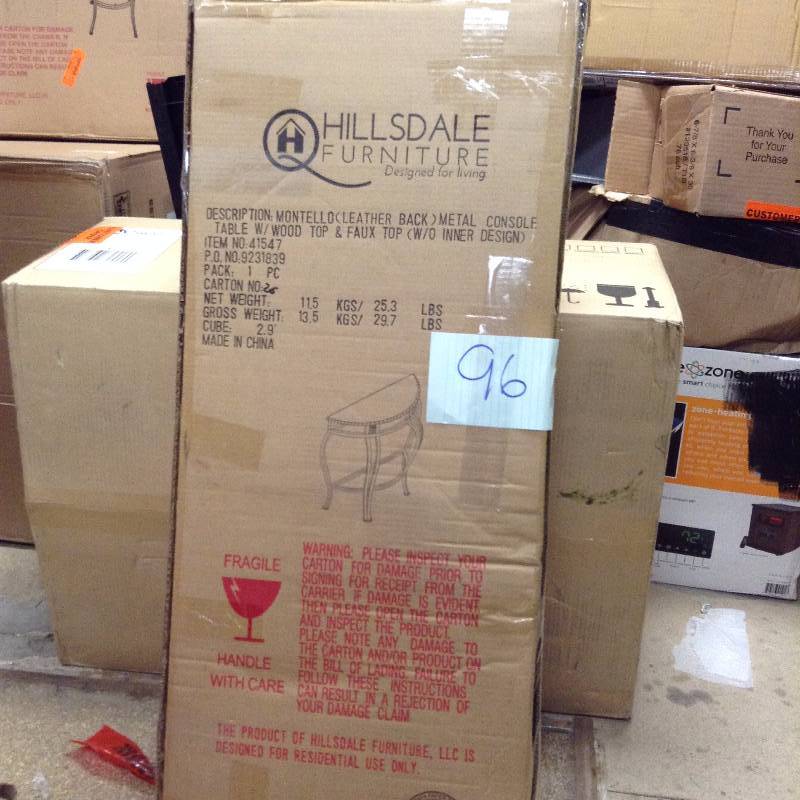 HILLSDALE
FURNITURE
Designed for living
DESCRIPTION: MONTELLO(LEATHER BACK)METAL CONSOLE
TABLE W/WOOD TOP & FAUX TOP (W/O INNER DESIGN)
ITEM NO:41547
P.O. NO:9231839
PACK: 1 PC
CARTON NO:26
NET WEIGHT: 11.5 KGS/ 25.3 LBS
GROSS WEIGHT: 13.5 KGS/ 29.7 LBS
CUBE: 2.9'
MADE IN CHINA
96
FRAGILE
HANDLE
WITH CARE
WARNING: PLEASE INSPECT YOUR
CARTON FOR DAMAGE PRIOR TO
SIGNING FOR RECEIPT FROM THE
CARRIER. IF DAMAGE IS EVIDENT
THEN PLEASE OPEN THE CARTON
AND INSPECT THE PRODUCT.
PLEASE NOTE ANY DAMAGE TO
THE CARTON AND/OR PRODUCT ON
THE BILL OF LADING. FAILURE TO
FOLLOW THESE INSTRUCTIONS
CAN RESULT IN A REJECTION OF
YOUR DAMAGE CLAIM.
THE PRODUCT OF HILLSDALE FURNITURE, LLC IS
DESIGNED FOR RESIDENTIAL USE ONLY.
Thank You
for Your
Purchase
CUSTOMER
zone
smart
zone-heating
72